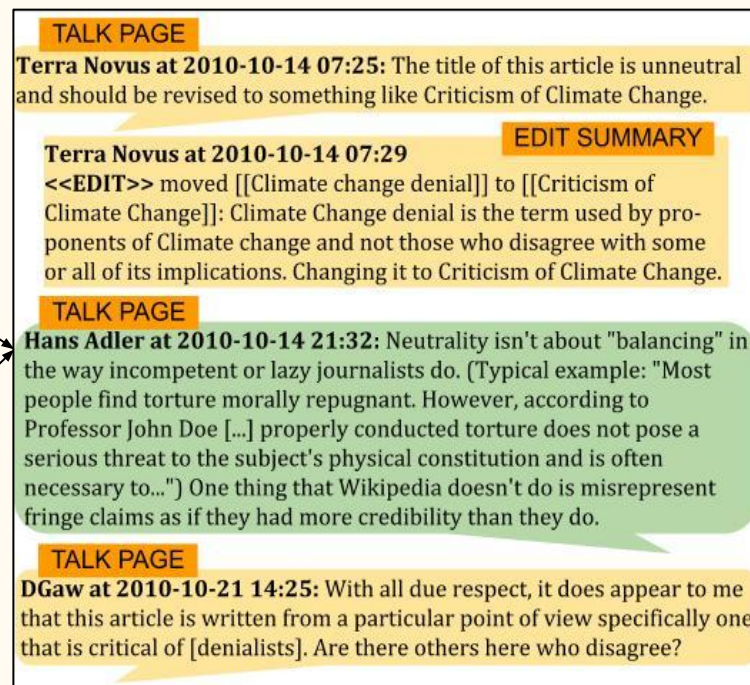 TALK PAGE
Terra Novus at 2010-10-14 07:25: The title of this article is unneutral
and should be revised to something like Criticism of Climate Change.
EDIT SUMMARY
Terra Novus at 2010-10-14 07:29
<<EDIT>> moved [[Climate change denial]] to [[Criticism of
Climate Change]]: Climate Change denial is the term used by pro-
ponents of Climate change and not those who disagree with some
or all of its implications. Changing it to Criticism of Climate Change.
TALK PAGE
Hans Adler at 2010-10-14 21:32: Neutrality isn't about "balancing" in
the way incompetent or lazy journalists do. (Typical example: "Most
people find torture morally repugnant. However, according to
Professor John Doe [...] properly conducted torture does not pose a
serious threat to the subject's physical constitution and is often
necessary to...") One thing that Wikipedia doesn't do is misrepresent
fringe claims as if they had more credibility than they do.
TALK PAGE
DGaw at 2010-10-21 14:25: With all due respect, it does appear to me
that this article is written from a particular point of view specifically one
that is critical of [denialists]. Are there others here who disagree?